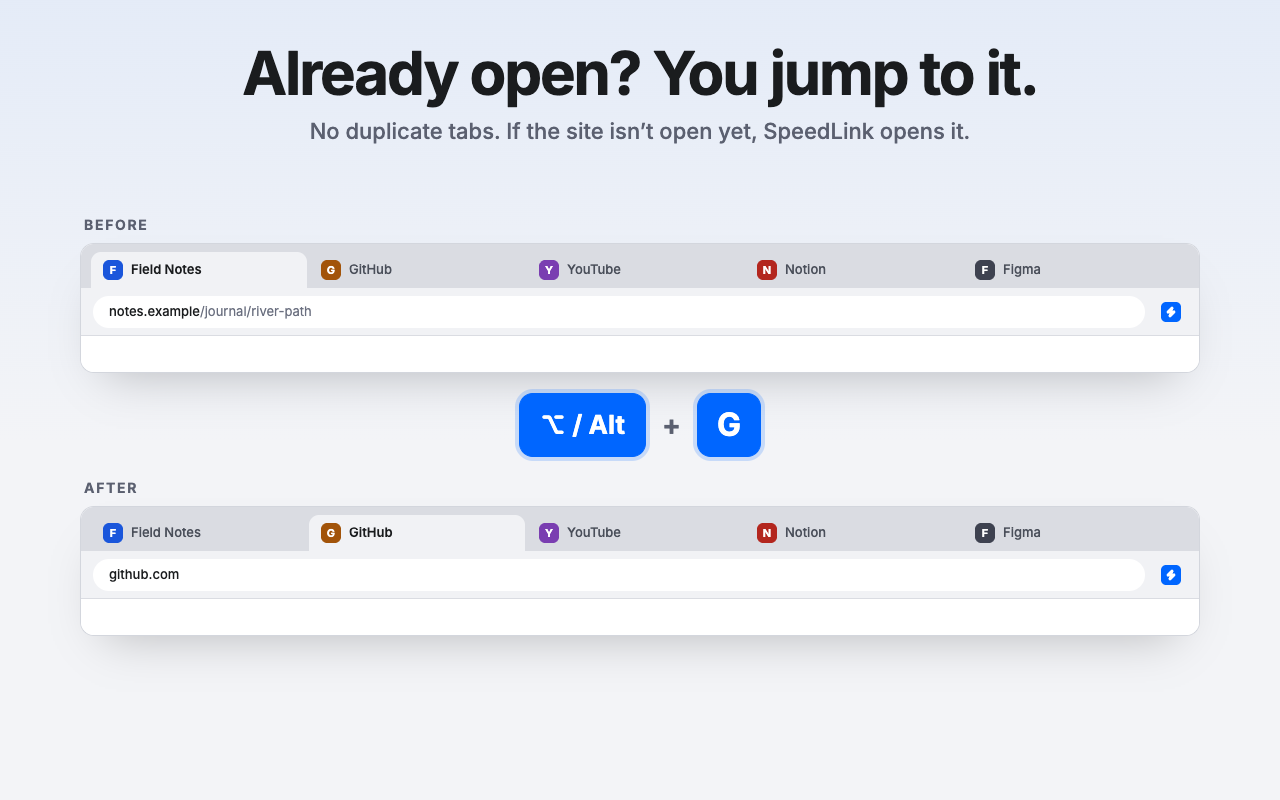 Already open? You jump to it.
No duplicate tabs. If the site isn’t open yet, SpeedLink opens it.
BEFORE
F Field Notes G GitHub Y YouTube N Notion F Figma
notes.example/journal/river-path
⌥ / Alt + G
AFTER
F Field Notes G GitHub Y YouTube N Notion F Figma
github.com